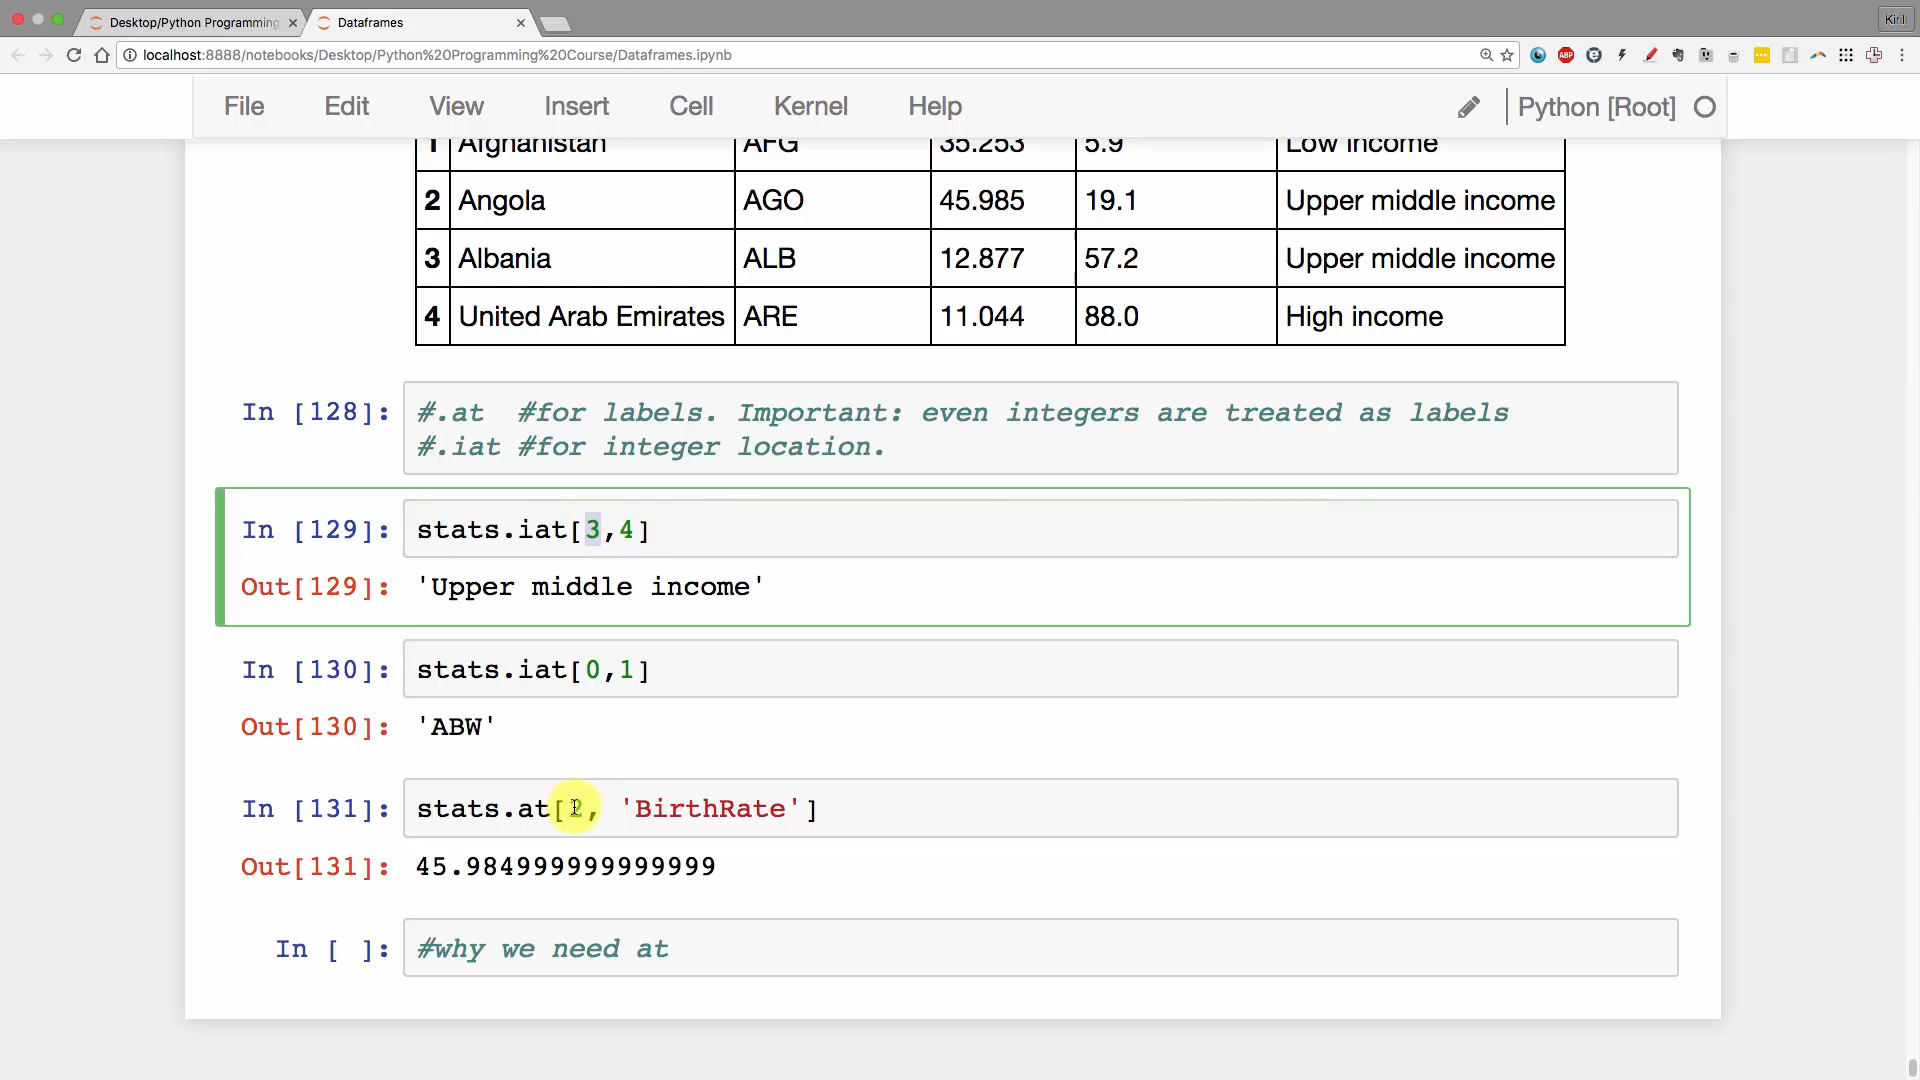 Desktop/Python Programming
Dataframes
Kirill
localhost:8888/notebooks/Desktop/Python%20Programming%20Course/Dataframes.ipynb
ABP
File Edit View Insert Cell Kernel Help Python [Root]
1 Afghanistan AFG 35.253 5.9 Low income
2 Angola AGO 45.985 19.1 Upper middle income
3 Albania ALB 12.877 57.2 Upper middle income
4 United Arab Emirates ARE 11.044 88.0 High income
In [128]: #.at #for labels. Important: even integers are treated as labels
#.iat #for integer location.
In [129]: stats.iat[3,4]
Out[129]: 'Upper middle income'
In [130]: stats.iat[0,1]
Out[130]: 'ABW'
In [131]: stats.at[2, 'BirthRate']
Out[131]: 45.984999999999999
In [ ]: #why we need at